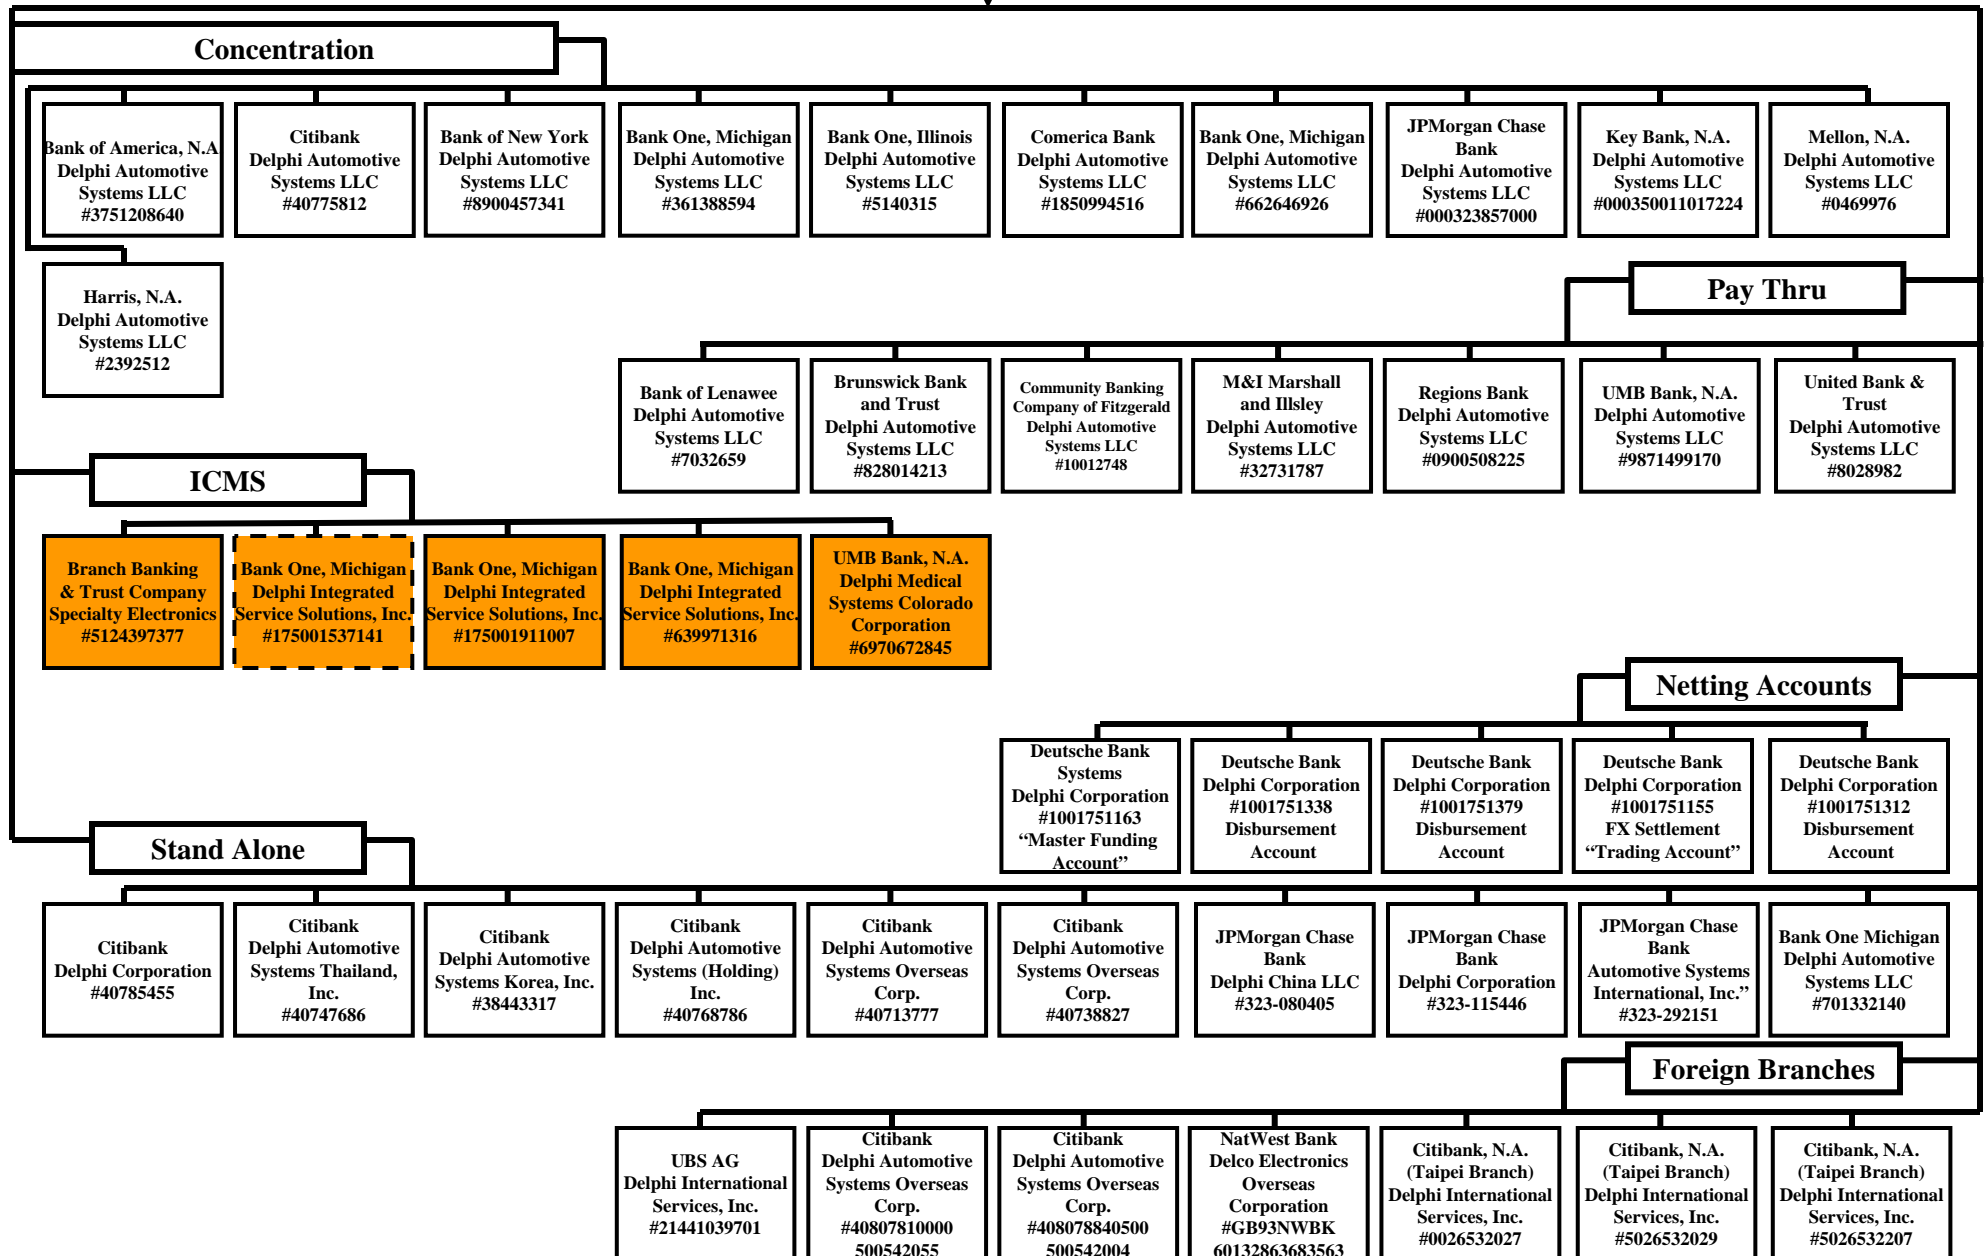 Concentration
Bank of America, N.A
Delphi Automotive
Systems LLC
#3751208640
Citibank
Delphi Automotive
Systems LLC
#40775812
Bank of New York
Delphi Automotive
Systems LLC
#8900457341
Bank One, Michigan
Delphi Automotive
Systems LLC
#361388594
Bank One, Illinois
Delphi Automotive
Systems LLC
#5140315
Comerica Bank
Delphi Automotive
Systems LLC
#1850994516
Bank One, Michigan
Delphi Automotive
Systems LLC
#662646926
JPMorgan Chase
Bank
Delphi Automotive
Systems LLC
#000323857000
Key Bank, N.A.
Delphi Automotive
Systems LLC
#000350011017224
Mellon, N.A.
Delphi Automotive
Systems LLC
#0469976
Harris, N.A.
Delphi Automotive
Systems LLC
#2392512
Pay Thru
Bank of Lenawee
Delphi Automotive
Systems LLC
#7032659
Brunswick Bank
and Trust
Delphi Automotive
Systems LLC
#828014213
Community Banking
Company of Fitzgerald
Delphi Automotive
Systems LLC
#10012748
M&I Marshall
and Illsley
Delphi Automotive
Systems LLC
#32731787
Regions Bank
Delphi Automotive
Systems LLC
#0900508225
UMB Bank, N.A.
Delphi Automotive
Systems LLC
#9871499170
United Bank &
Trust
Delphi Automotive
Systems LLC
#8028982
ICMS
Branch Banking
& Trust Company
Specialty Electronics
#5124397377
Bank One, Michigan
Delphi Integrated
Service Solutions, Inc.
#175001537141
Bank One, Michigan
Delphi Integrated
Service Solutions, Inc.
#175001911007
Bank One, Michigan
Delphi Integrated
Service Solutions, Inc.
#639971316
UMB Bank, N.A.
Delphi Medical
Systems Colorado
Corporation
#6970672845
Netting Accounts
Deutsche Bank
Systems
Delphi Corporation
#1001751163
“Master Funding
Account”
Deutsche Bank
Delphi Corporation
#1001751338
Disbursement
Account
Deutsche Bank
Delphi Corporation
#1001751379
Disbursement
Account
Deutsche Bank
Delphi Corporation
#1001751155
FX Settlement
“Trading Account”
Deutsche Bank
Delphi Corporation
#1001751312
Disbursement
Account
Stand Alone
Citibank
Delphi Corporation
#40785455
Citibank
Delphi Automotive
Systems Thailand,
Inc.
#40747686
Citibank
Delphi Automotive
Systems Korea, Inc.
#38443317
Citibank
Delphi Automotive
Systems (Holding)
Inc.
#40768786
Citibank
Delphi Automotive
Systems Overseas
Corp.
#40713777
Citibank
Delphi Automotive
Systems Overseas
Corp.
#40738827
JPMorgan Chase
Bank
Delphi China LLC
#323-080405
JPMorgan Chase
Bank
Delphi Corporation
#323-115446
JPMorgan Chase
Bank
Automotive Systems
International, Inc.”
#323-292151
Bank One Michigan
Delphi Automotive
Systems LLC
#701332140
Foreign Branches
UBS AG
Delphi International
Services, Inc.
#21441039701
Citibank
Delphi Automotive
Systems Overseas
Corp.
#40807810000
500542055
Citibank
Delphi Automotive
Systems Overseas
Corp.
#408078840500
500542004
NatWest Bank
Delco Electronics
Overseas
Corporation
#GB93NWBK
60132863683563
Citibank, N.A.
(Taipei Branch)
Delphi International
Services, Inc.
#0026532027
Citibank, N.A.
(Taipei Branch)
Delphi International
Services, Inc.
#5026532029
Citibank, N.A.
(Taipei Branch)
Delphi International
Services, Inc.
#5026532207